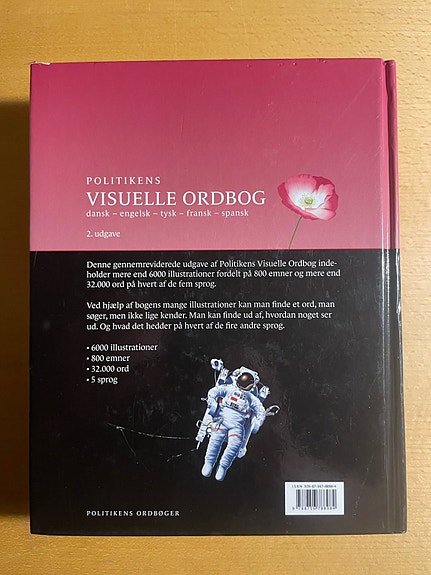 POLITIKENS
VISUELLE ORDBOG
dansk – engelsk – tysk – fransk – spansk
2. udgave
Denne gennemreviderede udgave af Politikens Visuelle Ordbog inde-
holder mere end 6000 illustrationer fordelt på 800 emner og mere end
32.000 ord på hvert af de fem sprog.
Ved hjælp af bogens mange illustrationer kan man finde et ord, man
søger, men ikke lige kender. Man kan finde ud af, hvordan noget ser
ud. Og hvad det hedder på hvert af de fire andre sprog.
• 6000 illustrationer
• 800 emner
• 32.000 ord
• 5 sprog
POLITIKENS ORDBØGER